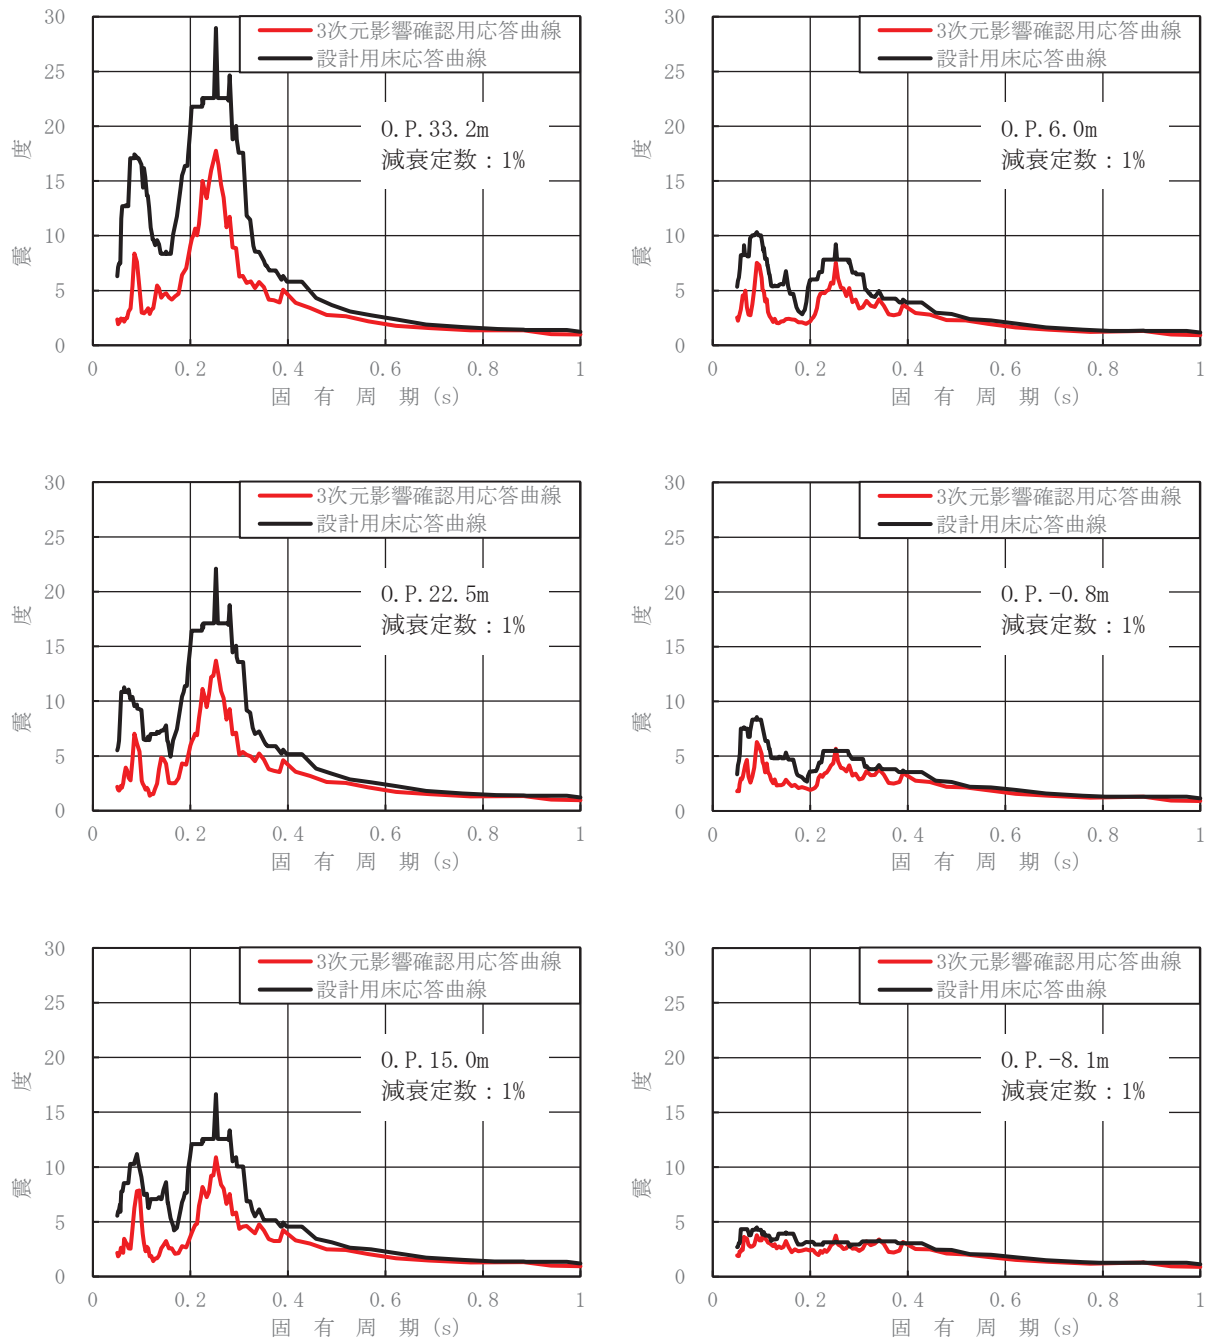 30
25
20
15
10
5
0
度
震
3次元影響確認用応答曲線
設計用床応答曲線
O.P.33.2m
減衰定数：1%
0 0.2 0.4 0.6 0.8 1
固 有 周 期 (s)
30
25
20
15
10
5
0
度
震
3次元影響確認用応答曲線
設計用床応答曲線
O.P.6.0m
減衰定数：1%
0 0.2 0.4 0.6 0.8 1
固 有 周 期 (s)
30
25
20
15
10
5
0
度
震
3次元影響確認用応答曲線
設計用床応答曲線
O.P.22.5m
減衰定数：1%
0 0.2 0.4 0.6 0.8 1
固 有 周 期 (s)
30
25
20
15
10
5
0
度
震
3次元影響確認用応答曲線
設計用床応答曲線
O.P.-0.8m
減衰定数：1%
0 0.2 0.4 0.6 0.8 1
固 有 周 期 (s)
30
25
20
15
10
5
0
度
震
3次元影響確認用応答曲線
設計用床応答曲線
O.P.15.0m
減衰定数：1%
0 0.2 0.4 0.6 0.8 1
固 有 周 期 (s)
30
25
20
15
10
5
0
度
震
3次元影響確認用応答曲線
設計用床応答曲線
O.P.-8.1m
減衰定数：1%
0 0.2 0.4 0.6 0.8 1
固 有 周 期 (s)